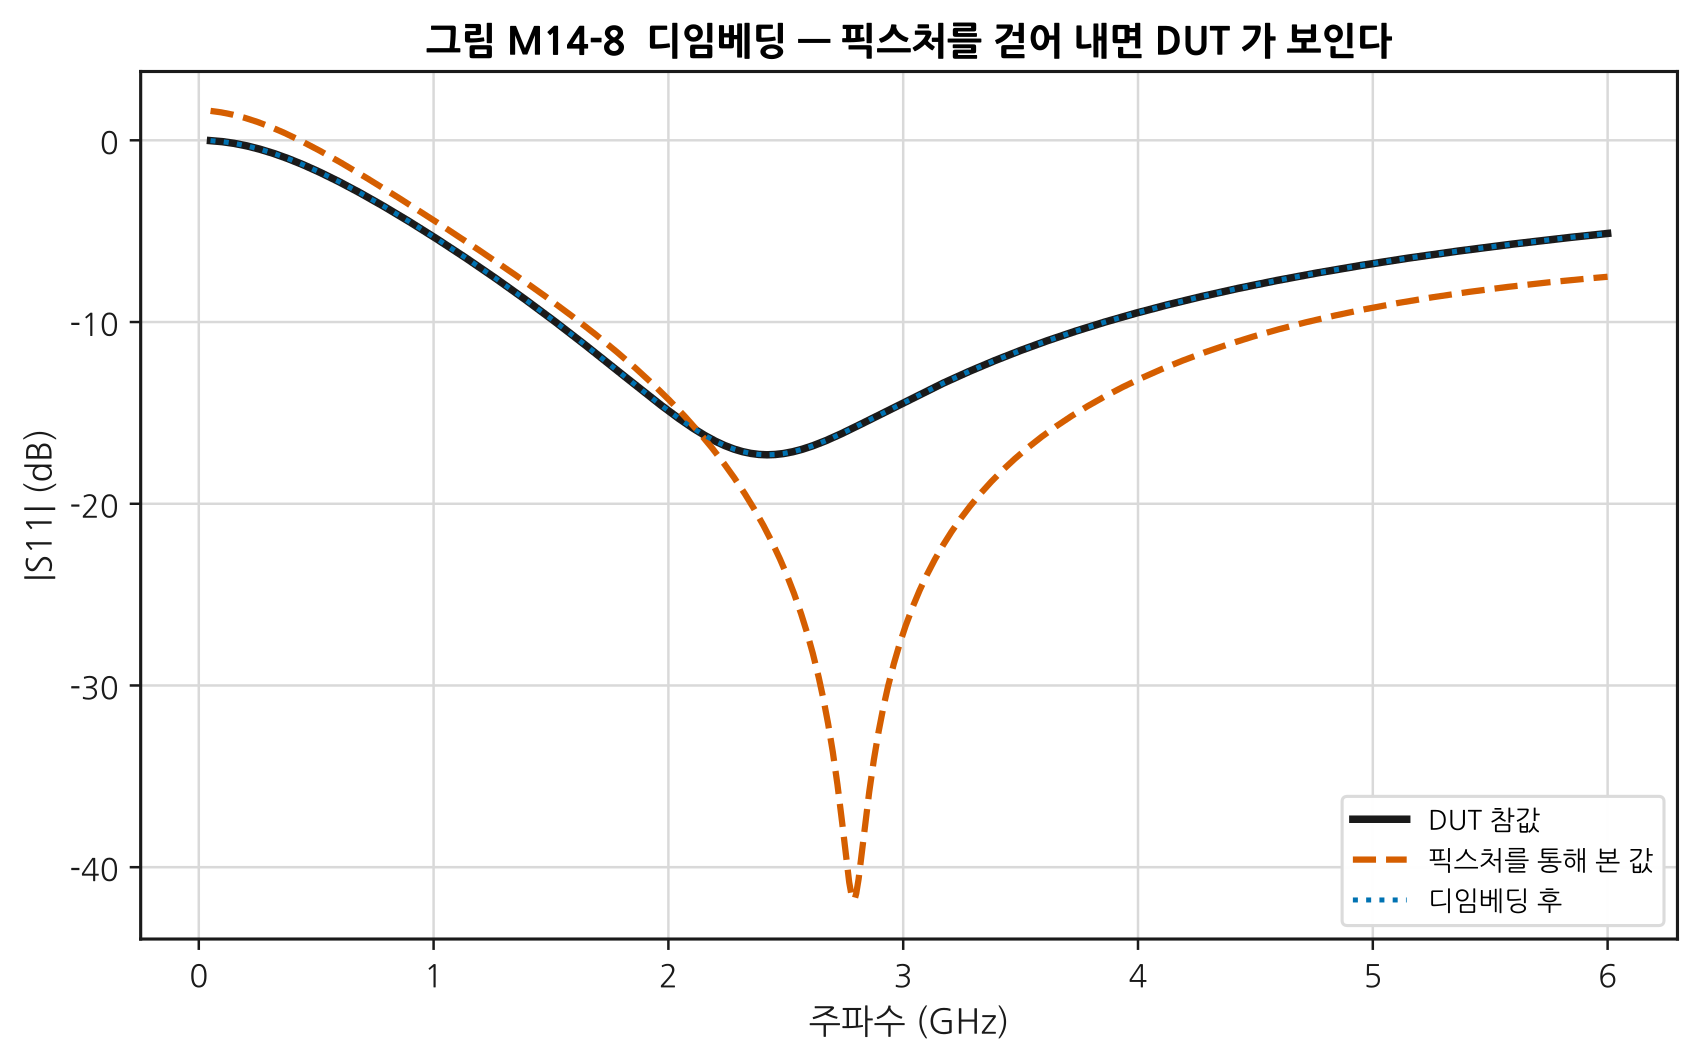 그림 M14-8 디임베딩 — 픽스처를 걷어 내면 DUT 가 보인다
|S11| (dB)
0
-10
-20
-30
-40
DUT 참값
픽스처를 통해 본 값
디임베딩 후
0 1 2 3 4 5 6
주파수 (GHz)